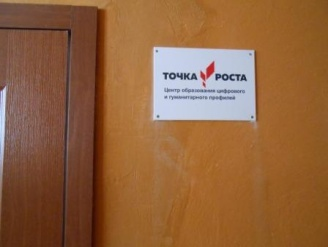 ТОЧКА РОСТА
Центр образования цифрового
и гуманитарного профилей